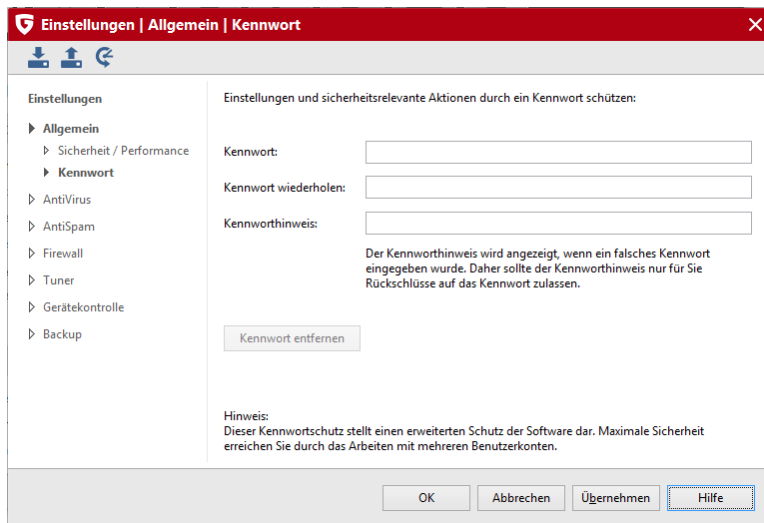 Einstellungen | Allgemein | Kennwort
Einstellungen
Allgemein
Sicherheit / Performance
Kennwort
AntiVirus
AntiSpam
Firewall
Tuner
Gerätekontrolle
Backup
Einstellungen und sicherheitsrelevante Aktionen durch ein Kennwort schützen:
Kennwort:
Kennwort wiederholen:
Kennworthinweis:
Der Kennworthinweis wird angezeigt, wenn ein falsches Kennwort
eingegeben wurde. Daher sollte der Kennworthinweis nur für Sie
Rückschlüsse auf das Kennwort zulassen.
Kennwort entfernen
Hinweis:
Dieser Kennwortschutz stellt einen erweiterten Schutz der Software dar. Maximale Sicherheit
erreichen Sie durch das Arbeiten mit mehreren Benutzerkonten.
OK
Abbrechen
Übernehmen
Hilfe